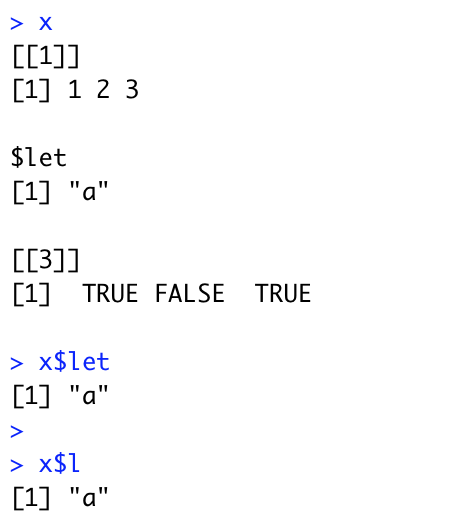 > x
[[1]]
[1] 1 2 3
$let
[1] "a"
[[3]]
[1]  TRUE FALSE  TRUE
> x$let
[1] "a"
>
> x$l
[1] "a"